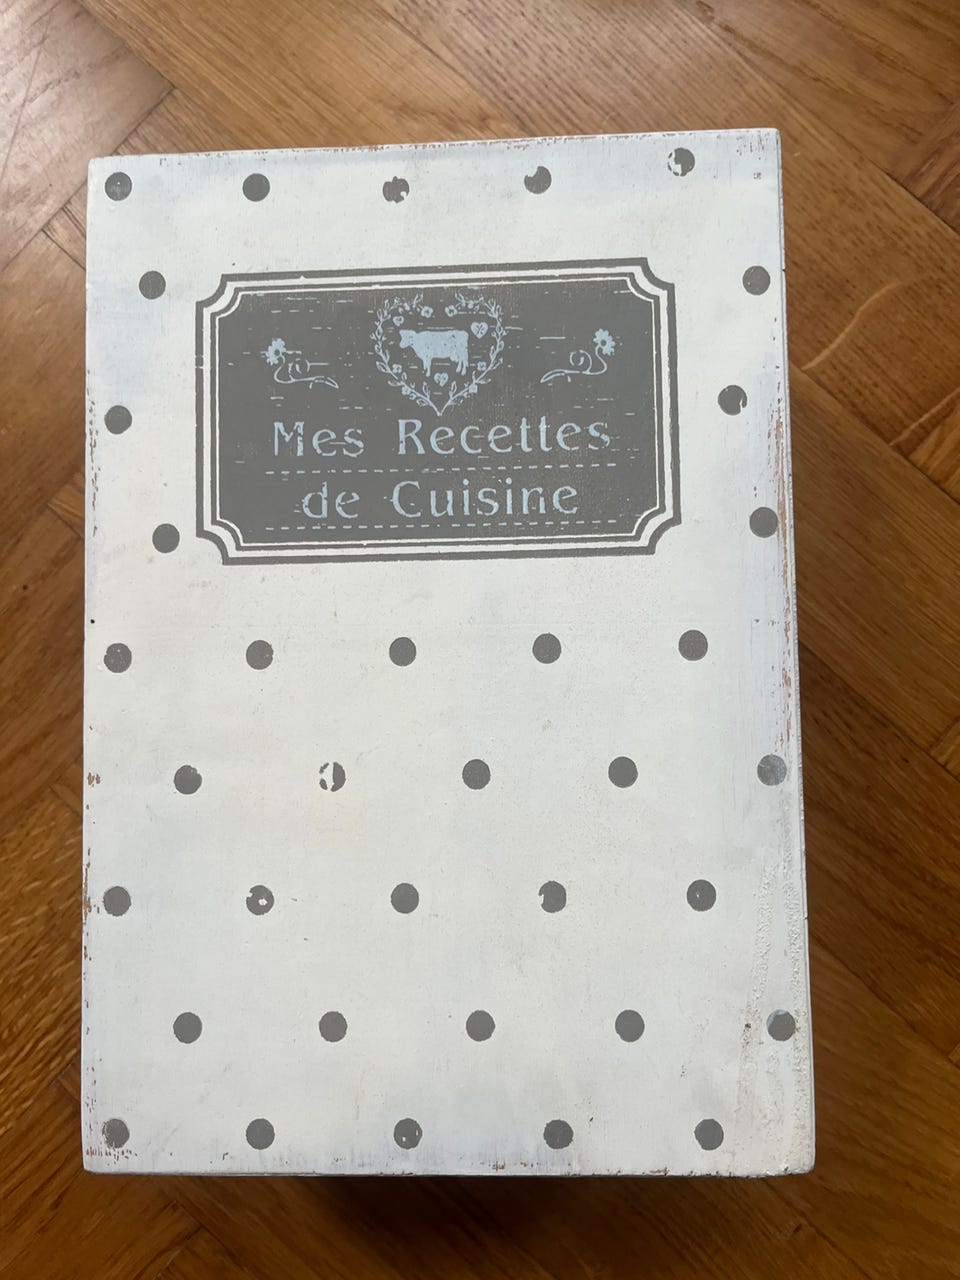 Mes Recettes
de Cuisine